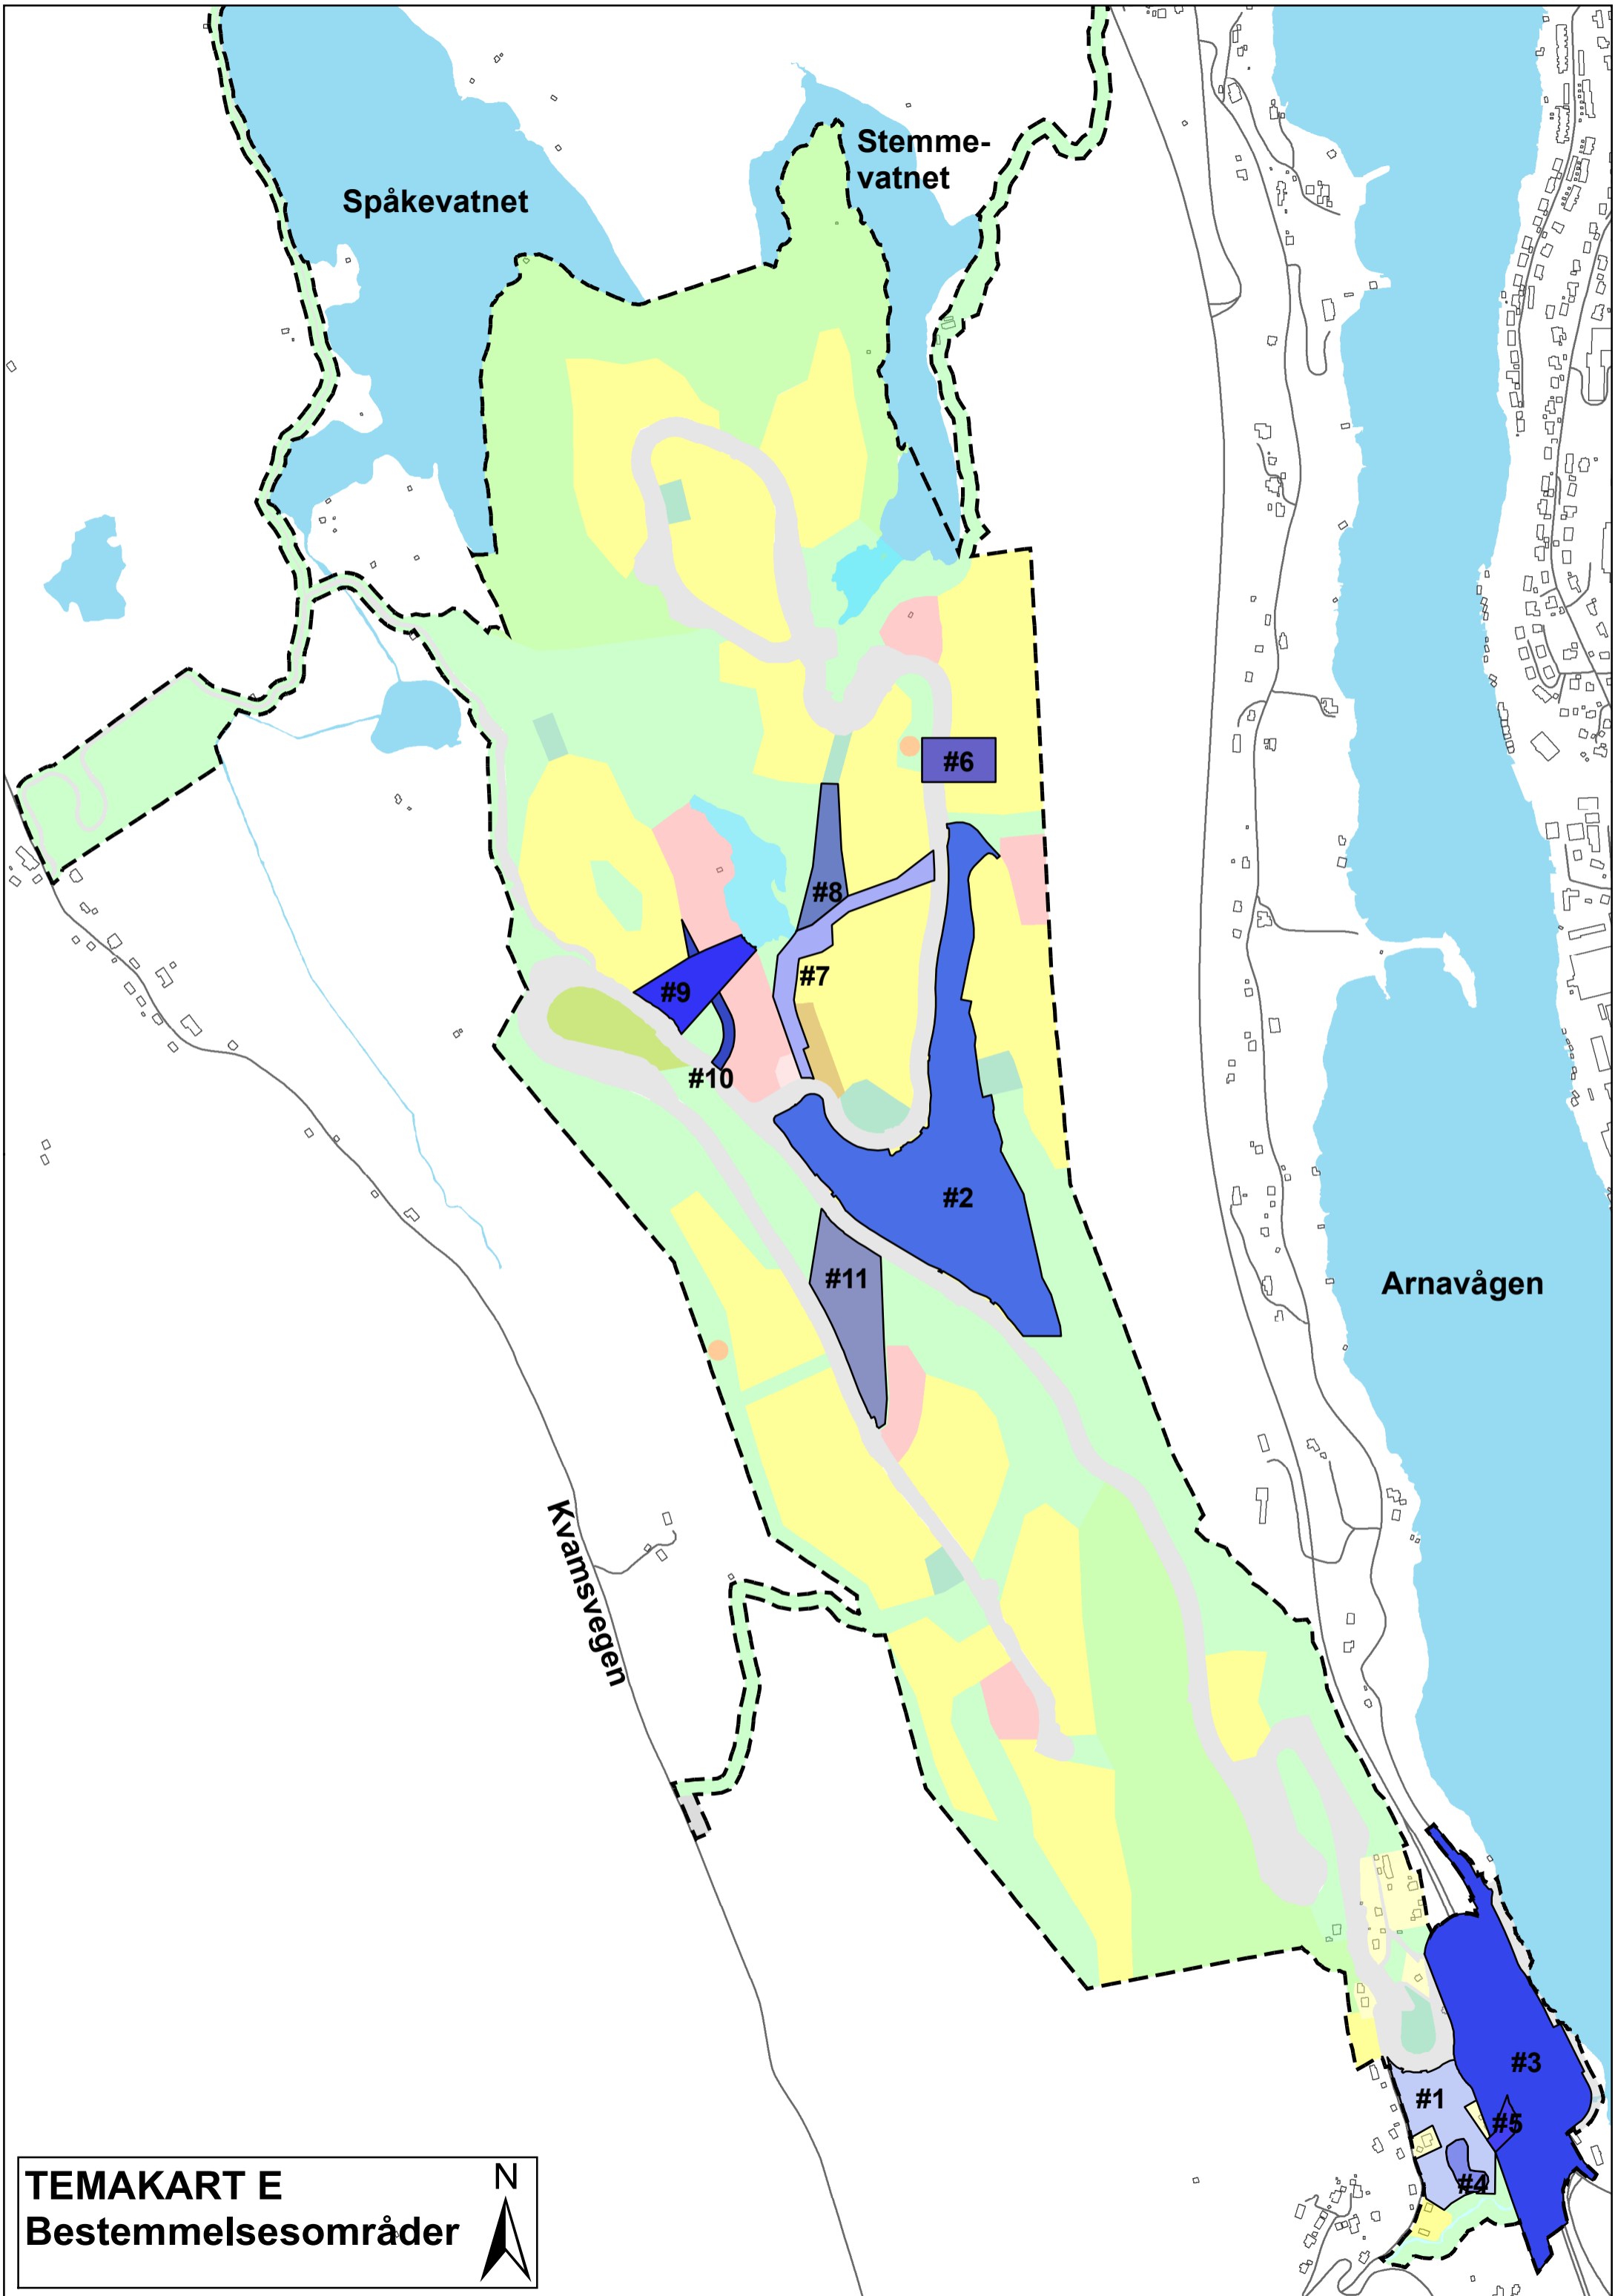 Stemme-
vatnet
Spåkevatnet
#6
#8
#7
#9
#10
#2
#11
Arnavågen
Kvamsvegen
#3
#1
#5
#4
TEMAKART E
Bestemmelsesområder
N